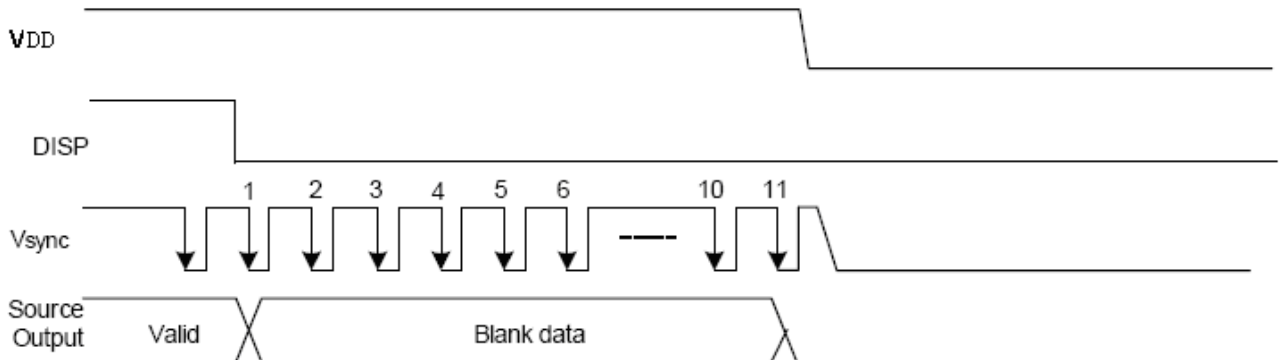 VDD
DISP
1 2 3 4 5 6 10 11
Vsync
Source
Output
Valid
Blank data